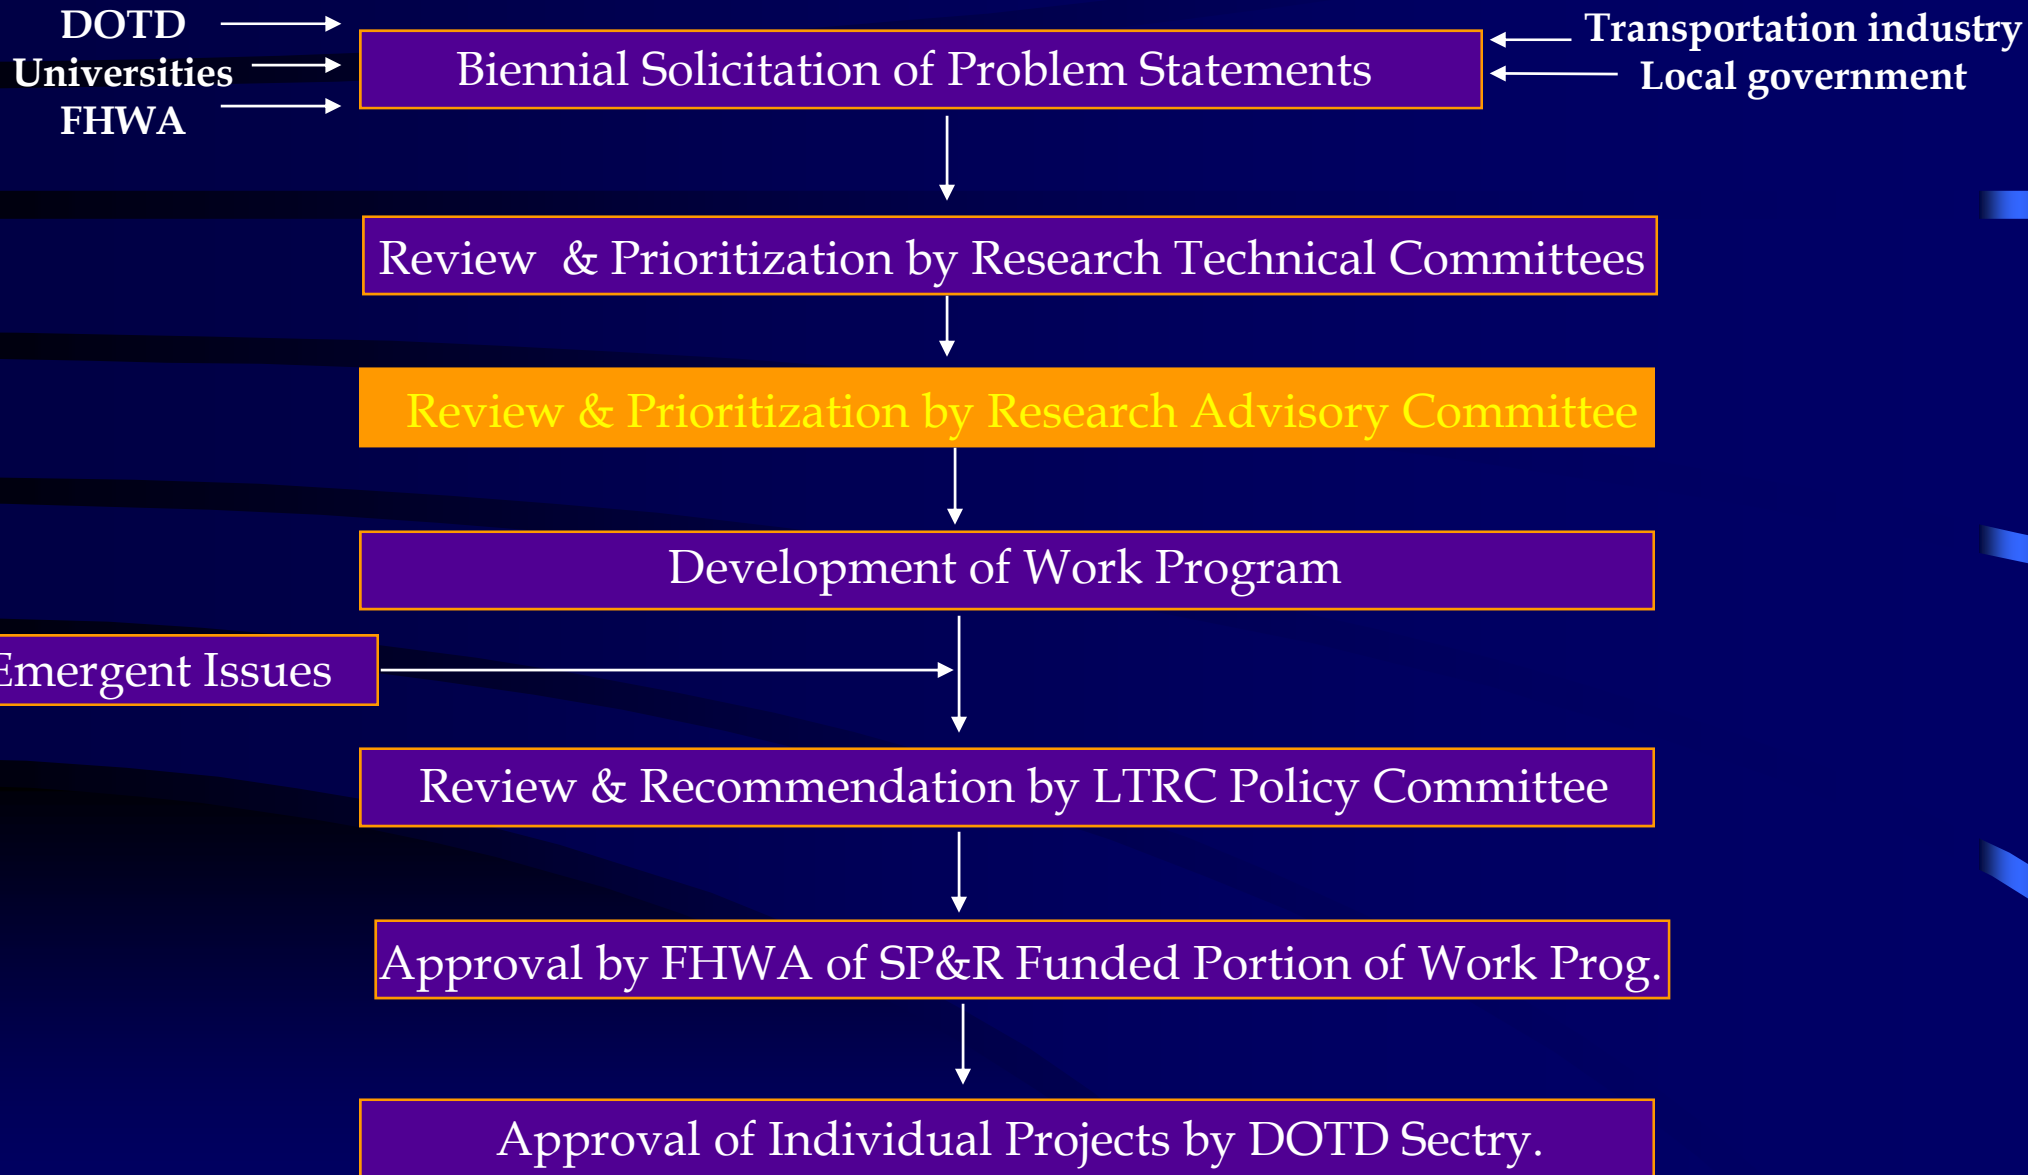 DOTD
Universities
FHWA
Transportation industry
Local government
Biennial Solicitation of Problem Statements
Review & Prioritization by Research Technical Committees
Review & Prioritization by Research Advisory Committee
Development of Work Program
Emergent Issues
Review & Recommendation by LTRC Policy Committee
Approval by FHWA of SP&R Funded Portion of Work Prog.
Approval of Individual Projects by DOTD Sectry.